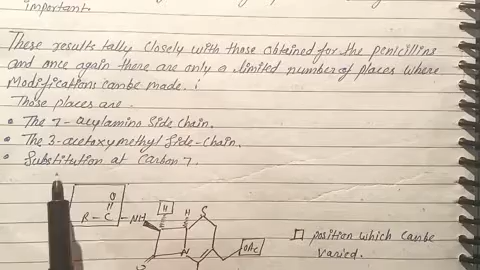 important.
These results tally closely with those obtained for the penicillins
and once again there are only a limited number of places where
Modifications can be made. :
Those places are.
• The 7-acylamino side chain.
• The 3-acetoxymethyl side-chain.
• Substitution at Carbon 7.
O
R-C-NH
H
H
S
N
OAc
O
□ position which can be
varied.